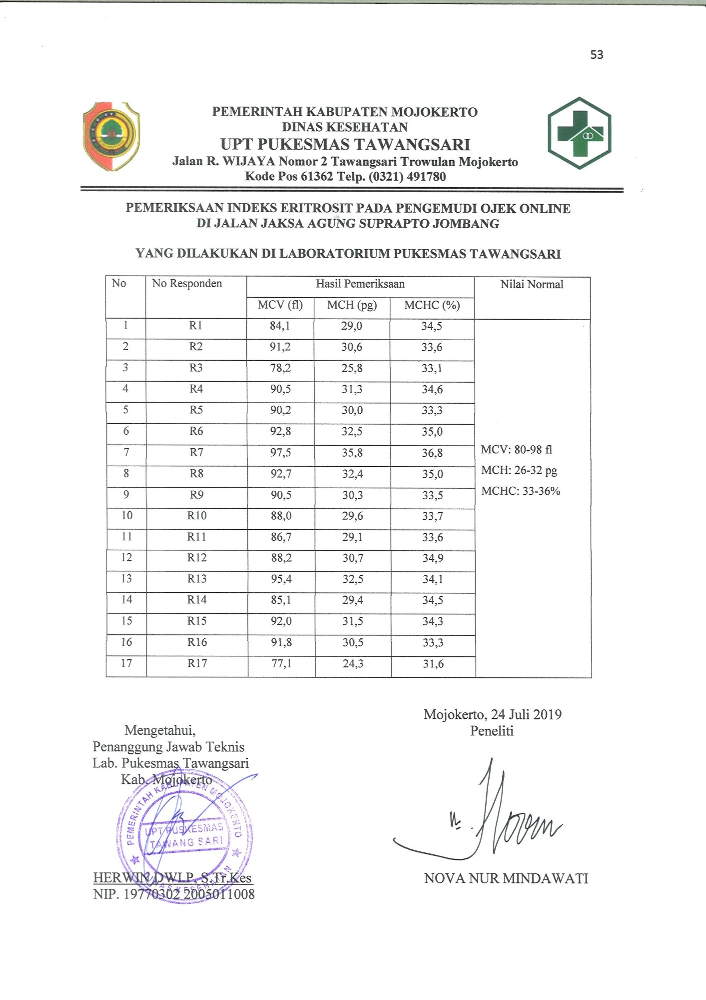 53
PEMERINTAH KABUPATEN MOJOKERTO
DINAS KESEHATAN
UPT PUKESMAS TAWANGSARI
Jalan R. WIJAYA Nomor 2 Tawangsari Trowulan Mojokerto
Kode Pos 61362 Telp. (0321) 491780
PEMERIKSAAN INDEKS ERITROSIT PADA PENGEMUDI OJEK ONLINE
DI JALAN JAKSA AGUNG SUPRAPTO JOMBANG
YANG DILAKUKAN DI LABORATORIUM PUKESMAS TAWANGSARI
No No Responden Hasil Pemeriksaan Nilai Normal
MCV (fl) MCH (pg) MCHC (%)
1 R1 84,1 29,0 34,5
2 R2 91,2 30,6 33,6
3 R3 78,2 25,8 33,1
4 R4 90,5 31,3 34,6
5 R5 90,2 30,0 33,3
6 R6 92,8 32,5 35,0
7 R7 97,5 35,8 36,8
8 R8 92,7 32,4 35,0
9 R9 90,5 30,3 33,5
10 R10 88,0 29,6 33,7
11 R11 86,7 29,1 33,6
12 R12 88,2 30,7 34,9
13 R13 95,4 32,5 34,1
14 R14 85,1 29,4 34,5
15 R15 92,0 31,5 34,3
16 R16 91,8 30,5 33,3
17 R17 77,1 24,3 31,6
MCV: 80-98 fl
MCH: 26-32 pg
MCHC: 33-36%
Mojokerto, 24 Juli 2019
Peneliti
Mengetahui,
Penanggung Jawab Teknis
Lab. Pukesmas Tawangsari
Kab. Mojokerto
PEMERINTAH KABUPATEN MOJOKERTO
UPT PUSKESMAS
TAWANG SARI
DINAS KESEHATAN
HERWIN DWI.P, S.Tr.Kes
NIP. 19770302 2005011008
NOVA NUR MINDAWATI